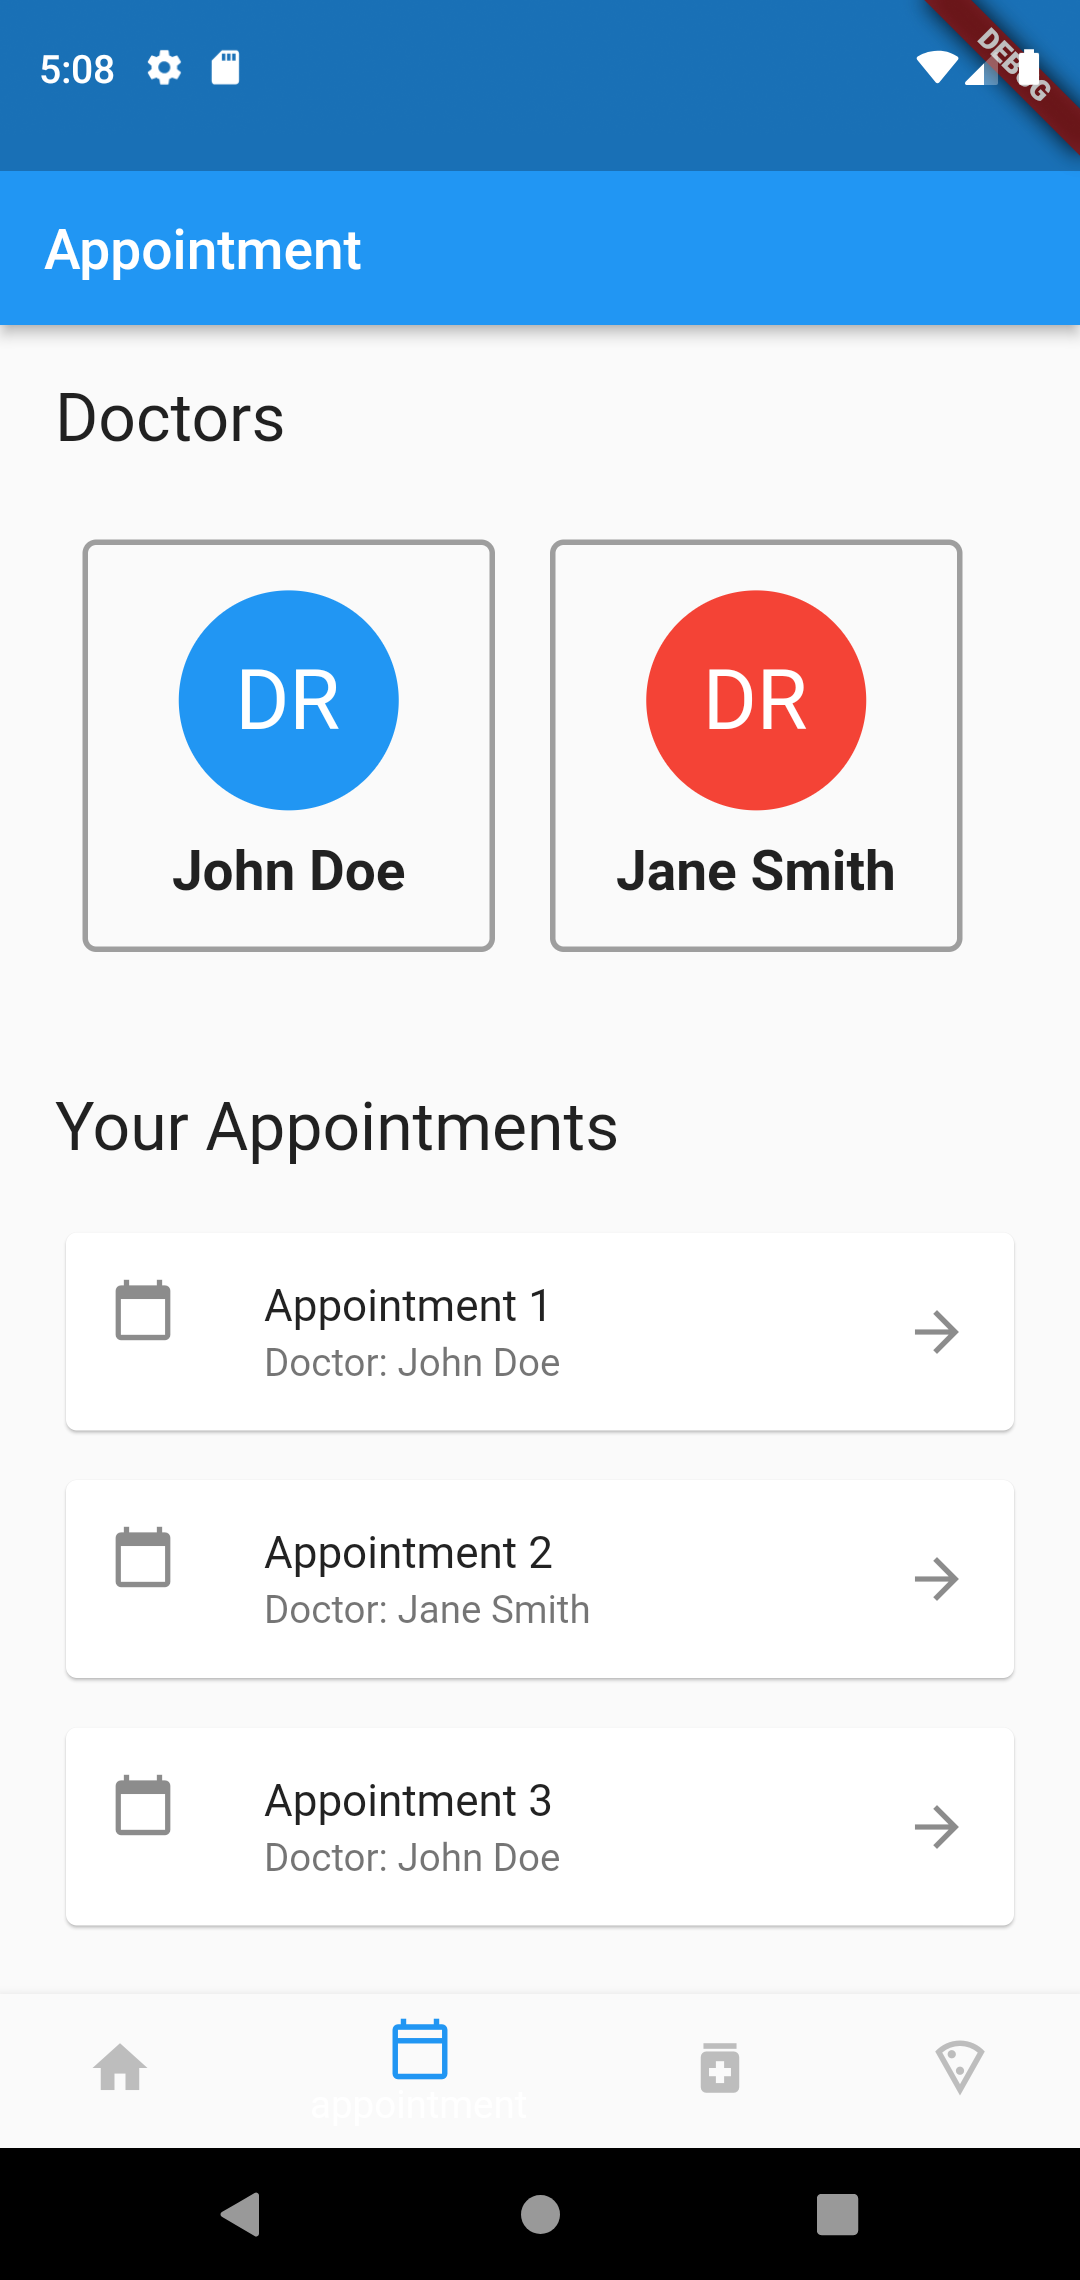 5:08
DEBUG
Appointment
Doctors
DR
DR
John Doe
Jane Smith
Your Appointments
Appointment 1
Doctor: John Doe
Appointment 2
Doctor: Jane Smith
Appointment 3
Doctor: John Doe
appointment